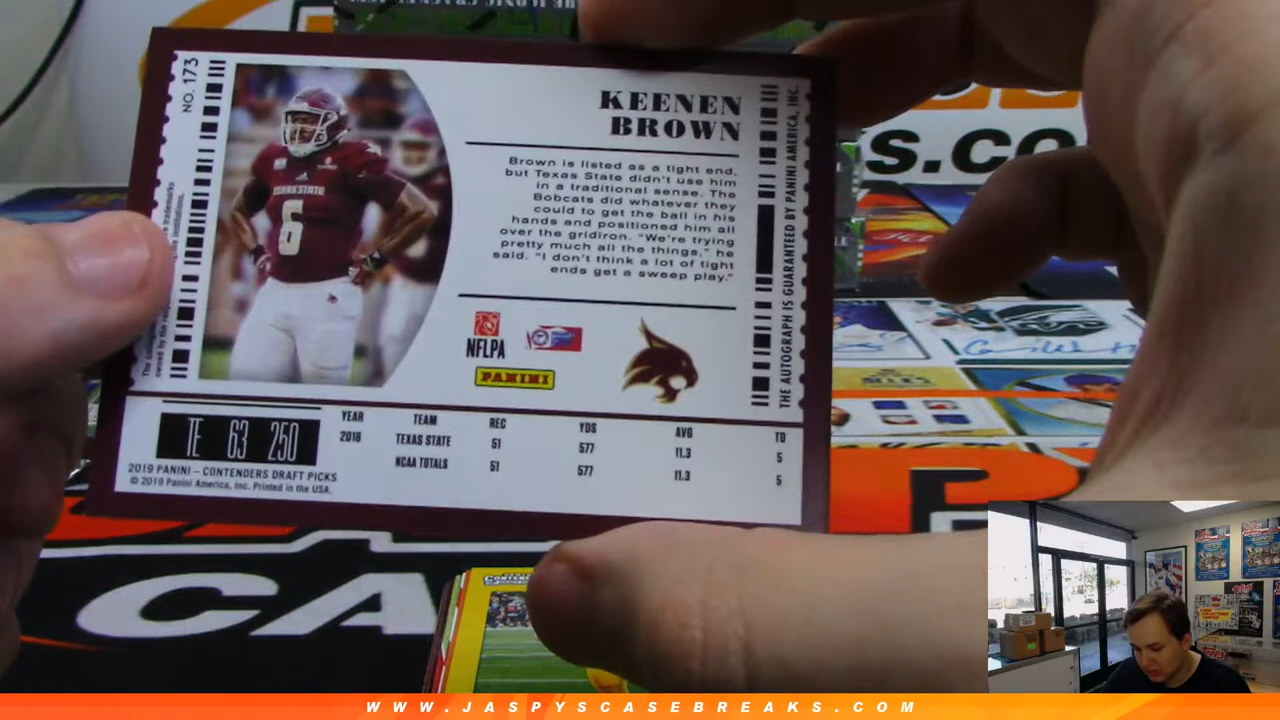 NO. 173
KEENEN
BROWN
Brown is listed as a tight end,
but Texas State didn't use him
in a traditional sense. The
Bobcats did whatever they
could to get the ball in his
hands and positioned him all
over the gridiron. "We're trying
pretty much all the things," he
said. "I don't think a lot of tight
ends get a sweep play."
THE AUTOGRAPH IS GUARANTEED BY PANINI AMERICA, INC.
TEXAS STATE
6
NFLPA
PANINI
TE 63 250
YEAR TEAM REC YDS AVG TD
2018 TEXAS STATE 51 577 11.3 5
NCAA TOTALS 51 577 11.3 5
2019 PANINI – CONTENDERS DRAFT PICKS
© 2019 Panini America, Inc. Printed in the USA.
S.CO
CA
WWW.JASPYSCASEBREAKS.COM